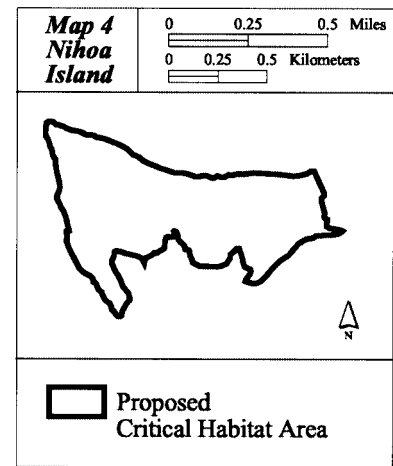 Map 4
Nihoa
Island
0 0.25 0.5 Miles
0 0.25 0.5 Kilometers
N
Proposed
Critical Habitat Area